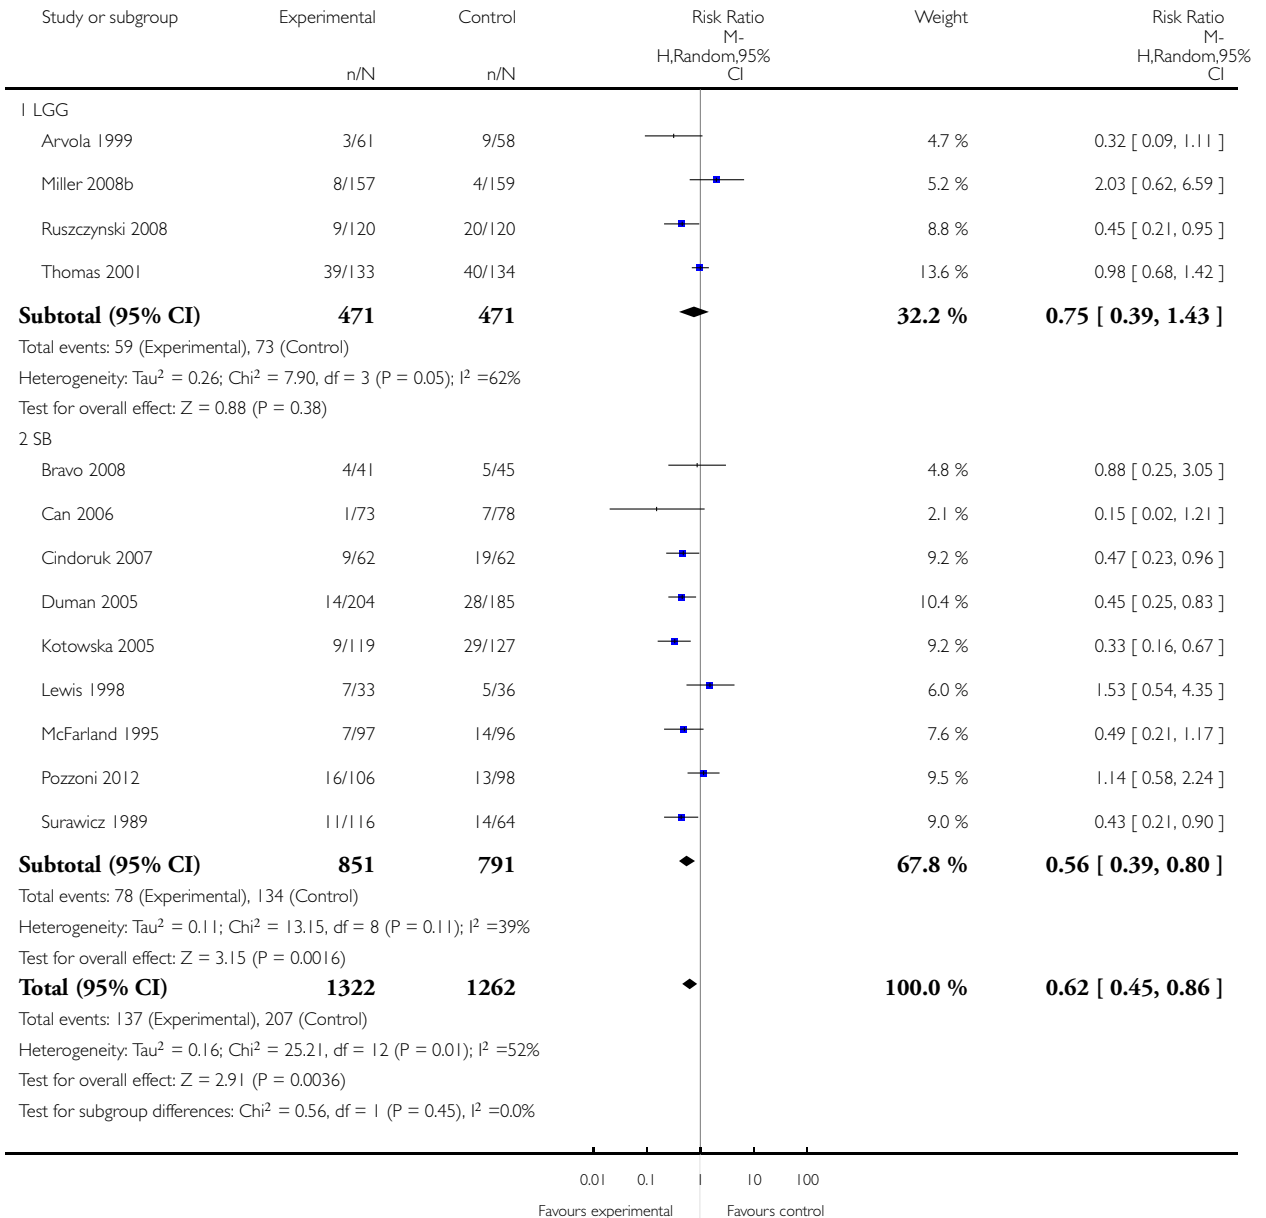 Study or subgroup Experimental Control Risk Ratio Weight Risk Ratio
M- M-
H,Random,95% H,Random,95%
n/N n/N CI CI
1 LGG
Arvola 1999 3/61 9/58 4.7 % 0.32 [ 0.09, 1.11 ]
Miller 2008b 8/157 4/159 5.2 % 2.03 [ 0.62, 6.59 ]
Ruszczynski 2008 9/120 20/120 8.8 % 0.45 [ 0.21, 0.95 ]
Thomas 2001 39/133 40/134 13.6 % 0.98 [ 0.68, 1.42 ]
Subtotal (95% CI) 471 471 32.2 % 0.75 [ 0.39, 1.43 ]
Total events: 59 (Experimental), 73 (Control)
Heterogeneity: Tau² = 0.26; Chi² = 7.90, df = 3 (P = 0.05); I² =62%
Test for overall effect: Z = 0.88 (P = 0.38)
2 SB
Bravo 2008 4/41 5/45 4.8 % 0.88 [ 0.25, 3.05 ]
Can 2006 1/73 7/78 2.1 % 0.15 [ 0.02, 1.21 ]
Cindoruk 2007 9/62 19/62 9.2 % 0.47 [ 0.23, 0.96 ]
Duman 2005 14/204 28/185 10.4 % 0.45 [ 0.25, 0.83 ]
Kotowska 2005 9/119 29/127 9.2 % 0.33 [ 0.16, 0.67 ]
Lewis 1998 7/33 5/36 6.0 % 1.53 [ 0.54, 4.35 ]
McFarland 1995 7/97 14/96 7.6 % 0.49 [ 0.21, 1.17 ]
Pozzoni 2012 16/106 13/98 9.5 % 1.14 [ 0.58, 2.24 ]
Surawicz 1989 11/116 14/64 9.0 % 0.43 [ 0.21, 0.90 ]
Subtotal (95% CI) 851 791 67.8 % 0.56 [ 0.39, 0.80 ]
Total events: 78 (Experimental), 134 (Control)
Heterogeneity: Tau² = 0.11; Chi² = 13.15, df = 8 (P = 0.11); I² =39%
Test for overall effect: Z = 3.15 (P = 0.0016)
Total (95% CI) 1322 1262 100.0 % 0.62 [ 0.45, 0.86 ]
Total events: 137 (Experimental), 207 (Control)
Heterogeneity: Tau² = 0.16; Chi² = 25.21, df = 12 (P = 0.01); I² =52%
Test for overall effect: Z = 2.91 (P = 0.0036)
Test for subgroup differences: Chi² = 0.56, df = 1 (P = 0.45), I² =0.0%
0.01 0.1 1 10 100
Favours experimental Favours control